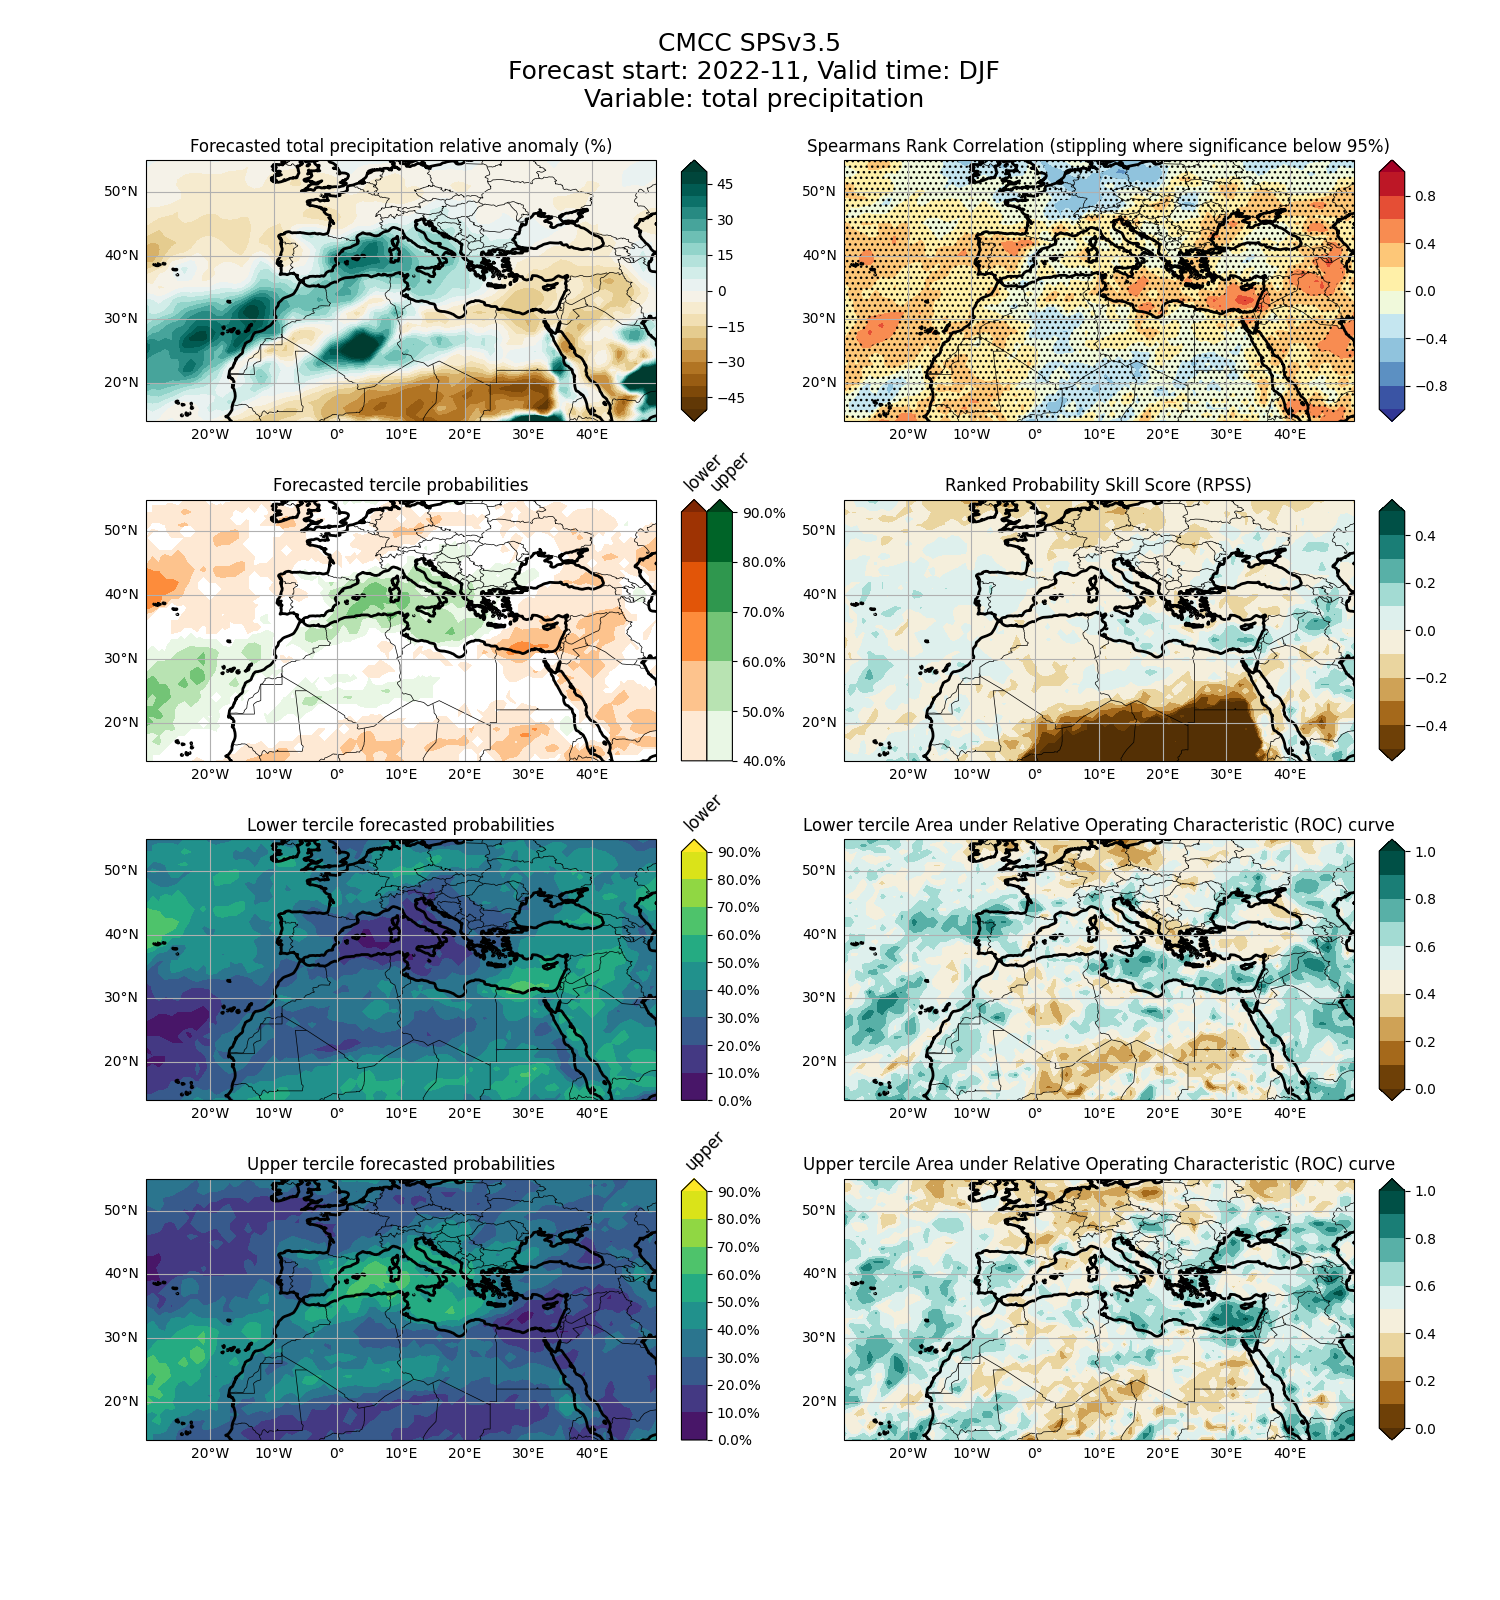 CMCC SPSv3.5
Forecast start: 2022-11, Valid time: DJF
Variable: total precipitation
Forecasted total precipitation relative anomaly (%)
50°N
40°N
30°N
20°N
20°W 10°W 0° 10°E 20°E 30°E 40°E
45
30
15
0
−15
−30
−45
Spearmans Rank Correlation (stippling where significance below 95%)
50°N
40°N
30°N
20°N
20°W 10°W 0° 10°E 20°E 30°E 40°E
0.8
0.4
0.0
−0.4
−0.8
Forecasted tercile probabilities
50°N
40°N
30°N
20°N
20°W 10°W 0° 10°E 20°E 30°E 40°E
lower
upper
90.0%
80.0%
70.0%
60.0%
50.0%
40.0%
Ranked Probability Skill Score (RPSS)
50°N
40°N
30°N
20°N
20°W 10°W 0° 10°E 20°E 30°E 40°E
0.4
0.2
0.0
−0.2
−0.4
Lower tercile forecasted probabilities
50°N
40°N
30°N
20°N
20°W 10°W 0° 10°E 20°E 30°E 40°E
lower
90.0%
80.0%
70.0%
60.0%
50.0%
40.0%
30.0%
20.0%
10.0%
0.0%
Lower tercile Area under Relative Operating Characteristic (ROC) curve
50°N
40°N
30°N
20°N
20°W 10°W 0° 10°E 20°E 30°E 40°E
1.0
0.8
0.6
0.4
0.2
0.0
Upper tercile forecasted probabilities
50°N
40°N
30°N
20°N
20°W 10°W 0° 10°E 20°E 30°E 40°E
upper
90.0%
80.0%
70.0%
60.0%
50.0%
40.0%
30.0%
20.0%
10.0%
0.0%
Upper tercile Area under Relative Operating Characteristic (ROC) curve
50°N
40°N
30°N
20°N
20°W 10°W 0° 10°E 20°E 30°E 40°E
1.0
0.8
0.6
0.4
0.2
0.0